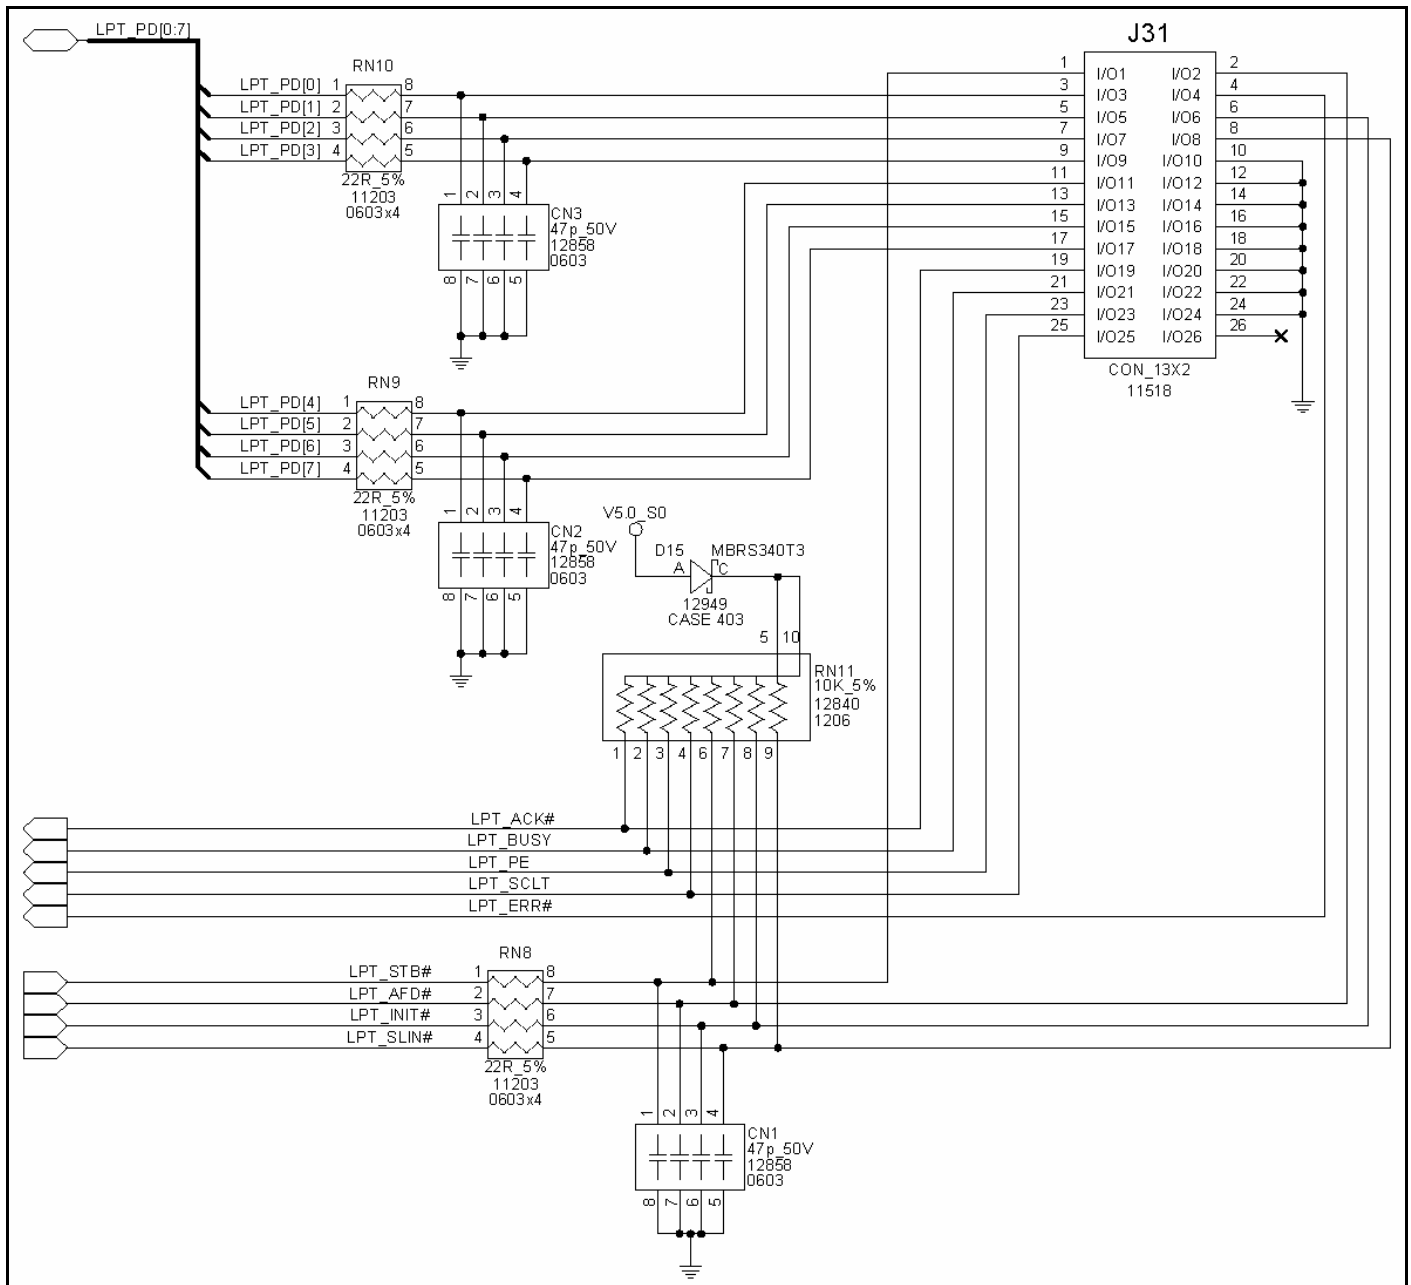 LPT_PD[0:7]
J31
RN10
LPT_PD[0] 1 8
LPT_PD[1] 2 7
LPT_PD[2] 3 6
LPT_PD[3] 4 5
22R_5%
11203
0603x4
1 2 3 4
CN3
47p_50V
12858
0603
8 7 6 5
1 I/O1 I/O2 2
3 I/O3 I/O4 4
5 I/O5 I/O6 6
7 I/O7 I/O8 8
9 I/O9 I/O10 10
11 I/O11 I/O12 12
13 I/O13 I/O14 14
15 I/O15 I/O16 16
17 I/O17 I/O18 18
19 I/O19 I/O20 20
21 I/O21 I/O22 22
23 I/O23 I/O24 24
25 I/O25 I/O26 26
CON_13X2
11518
RN9
LPT_PD[4] 1 8
LPT_PD[5] 2 7
LPT_PD[6] 3 6
LPT_PD[7] 4 5
22R_5%
11203
0603x4
1 2 3 4
CN2
47p_50V
12858
0603
8 7 6 5
V5.0_S0
D15 MBRS340T3
A C
12949
CASE 403
5 10
RN11
10K_5%
12840
1206
1 2 3 4 6 7 8 9
LPT_ACK#
LPT_BUSY
LPT_PE
LPT_SCLT
LPT_ERR#
RN8
LPT_STB# 1 8
LPT_AFD# 2 7
LPT_INIT# 3 6
LPT_SLIN# 4 5
22R_5%
11203
0603x4
1 2 3 4
CN1
47p_50V
12858
0603
8 7 6 5